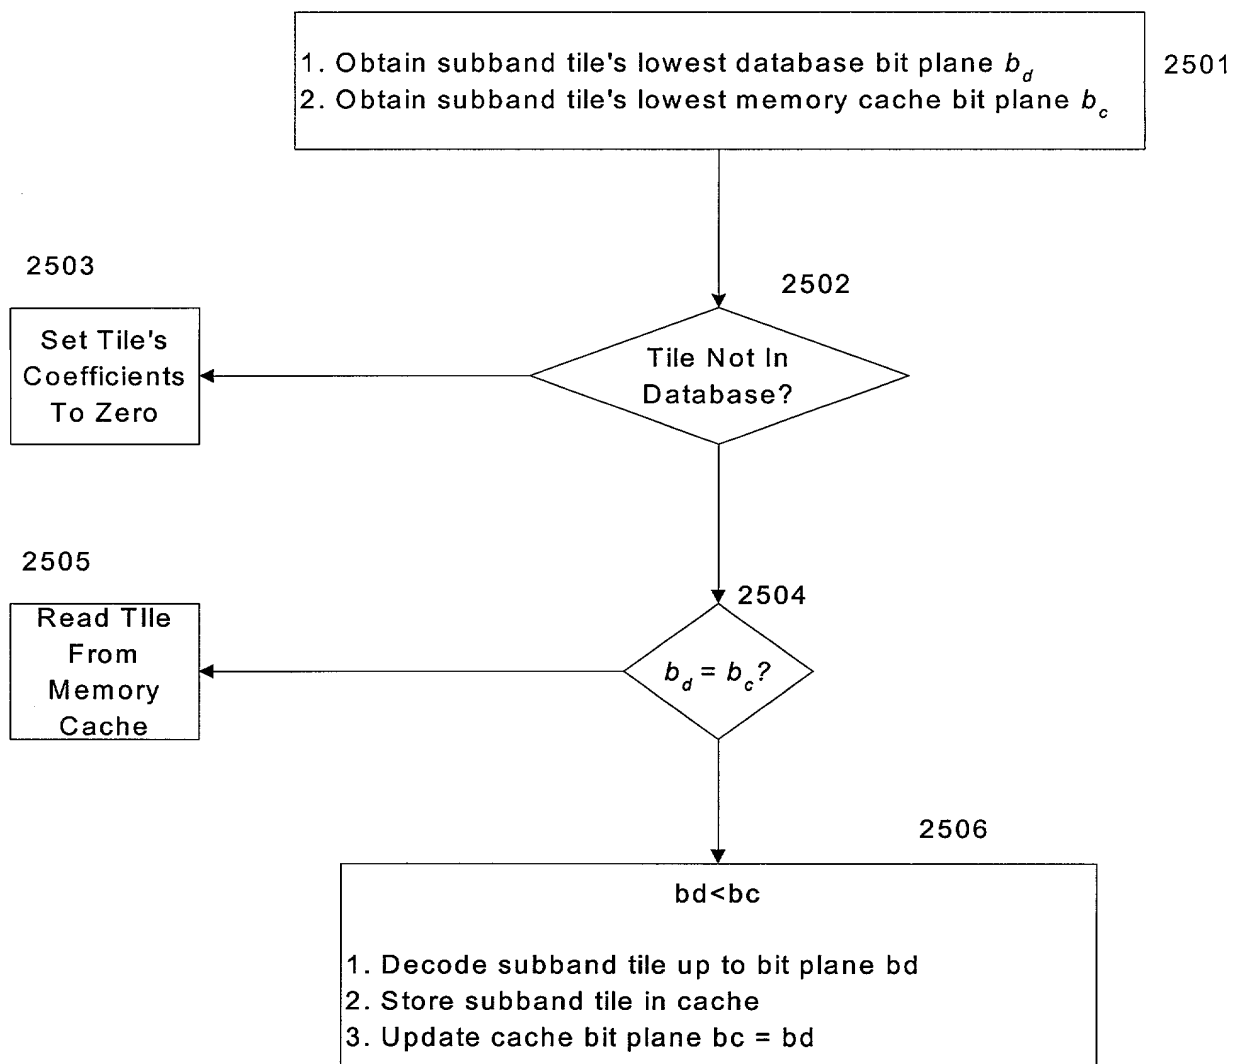 1. Obtain subband tile's lowest database bit plane b_d
2. Obtain subband tile's lowest memory cache bit plane b_c
2501
2503
2502
Set Tile's
Coefficients
To Zero
Tile Not In
Database?
2505
2504
Read TIle
From
Memory
Cache
b_d = b_c?
2506
bd<bc
1. Decode subband tile up to bit plane bd
2. Store subband tile in cache
3. Update cache bit plane bc = bd